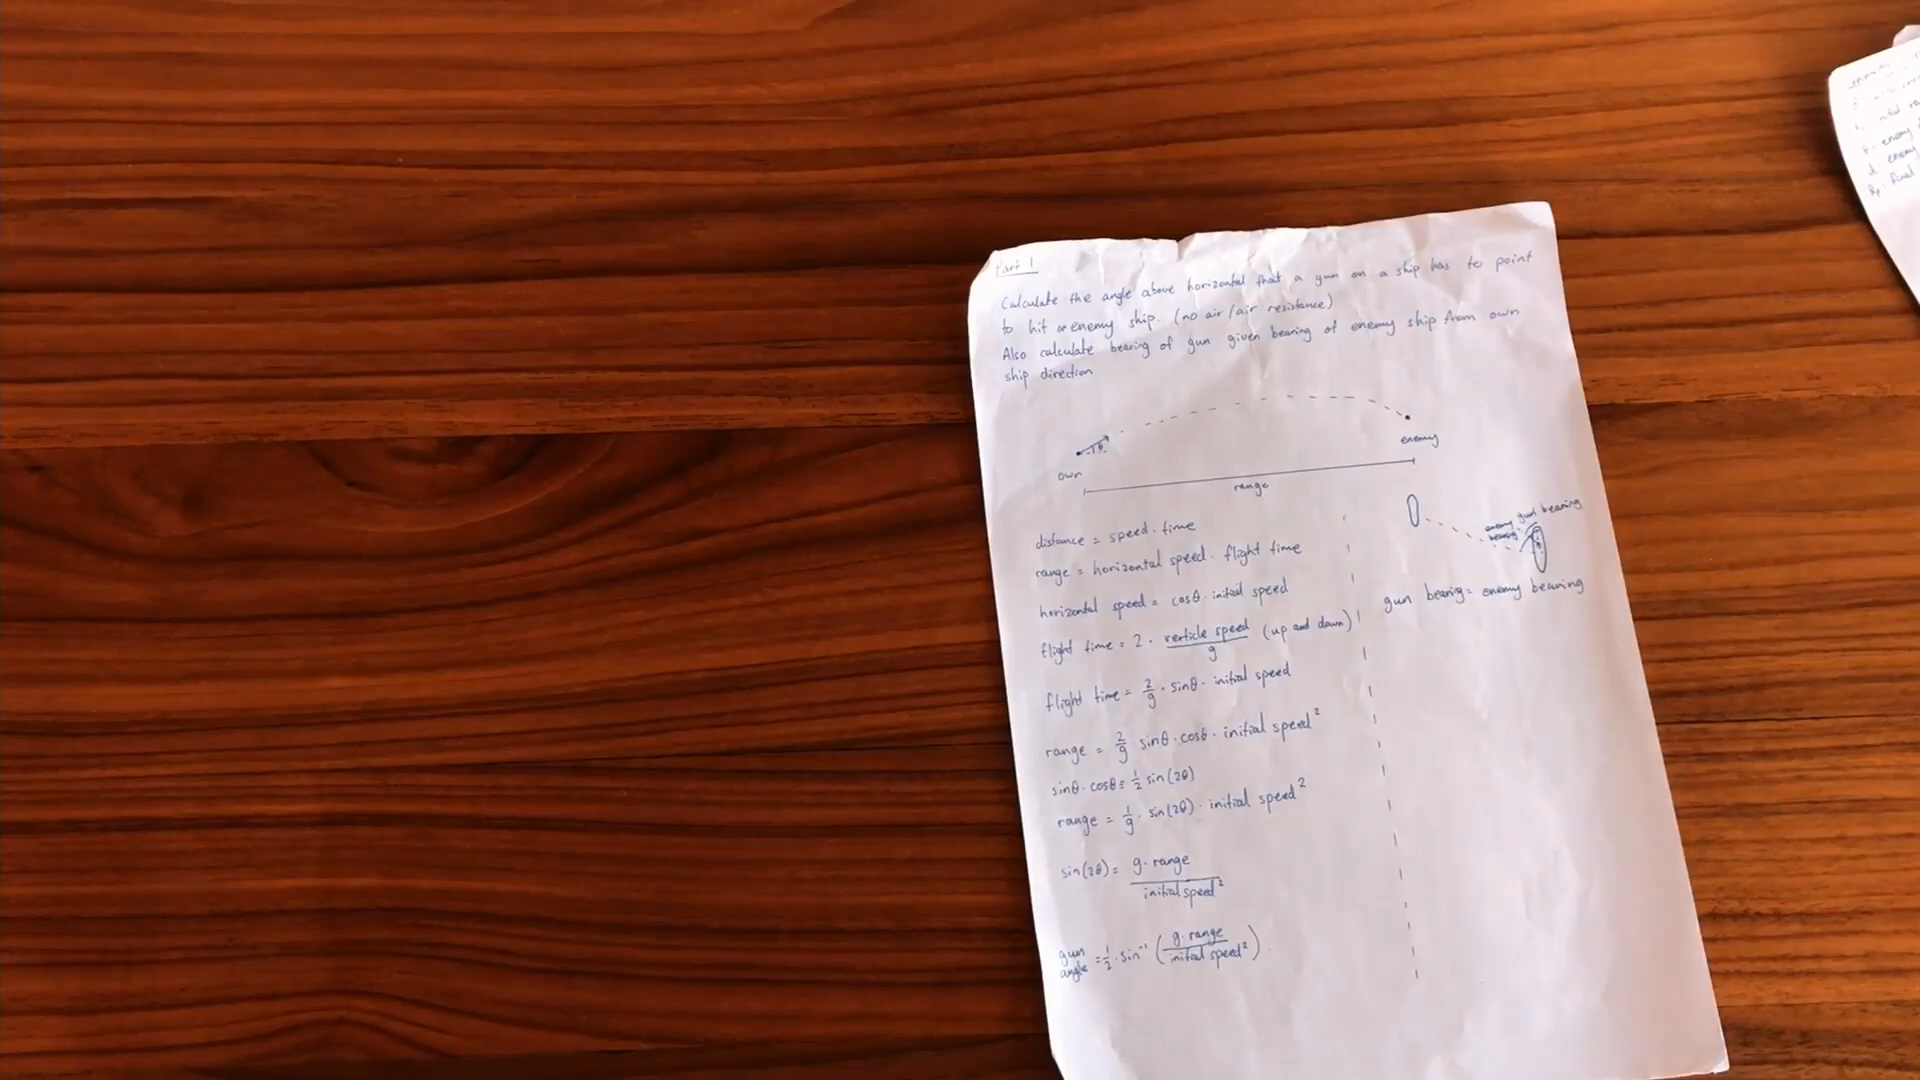 Part 1
Calculate the angle above horizontal that a gun on a ship has to point
to hit enemy ship. (no air/air resistance)
Also calculate bearing of gun given bearing of enemy ship from own
ship direction
θ
own
enemy
range
distance = speed · time
range = horizontal speed · flight time
horizontal speed = cosθ · initial speed
flight time = 2 · verticle speed / g (up and down)
flight time = 2/g · sinθ · initial speed
range = 2/g sinθ · cosθ · initial speed²
sinθ · cosθ = 1/2 sin(2θ)
range = 1/g · sin(2θ) · initial speed²
sin(2θ) = g · range / initial speed²
gun angle = 1/2 · sin⁻¹ (g · range / initial speed²)
enemy bearing
gun bearing
gun bearing = enemy bearing
enemy
enemy
final